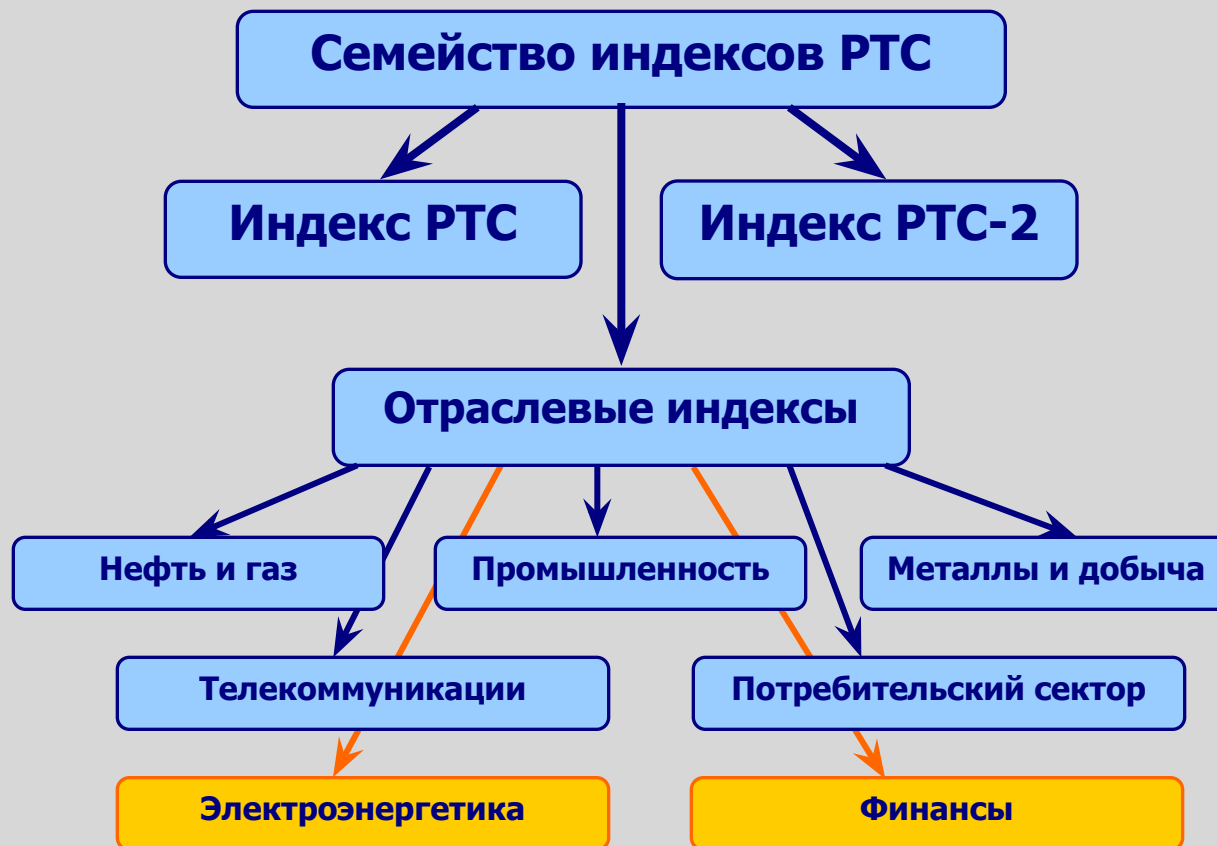 Семейство индексов РТС
Индекс РТС
Индекс РТС-2
Отраслевые индексы
Нефть и газ
Промышленность
Металлы и добыча
Телекоммуникации
Потребительский сектор
Электроэнергетика
Финансы